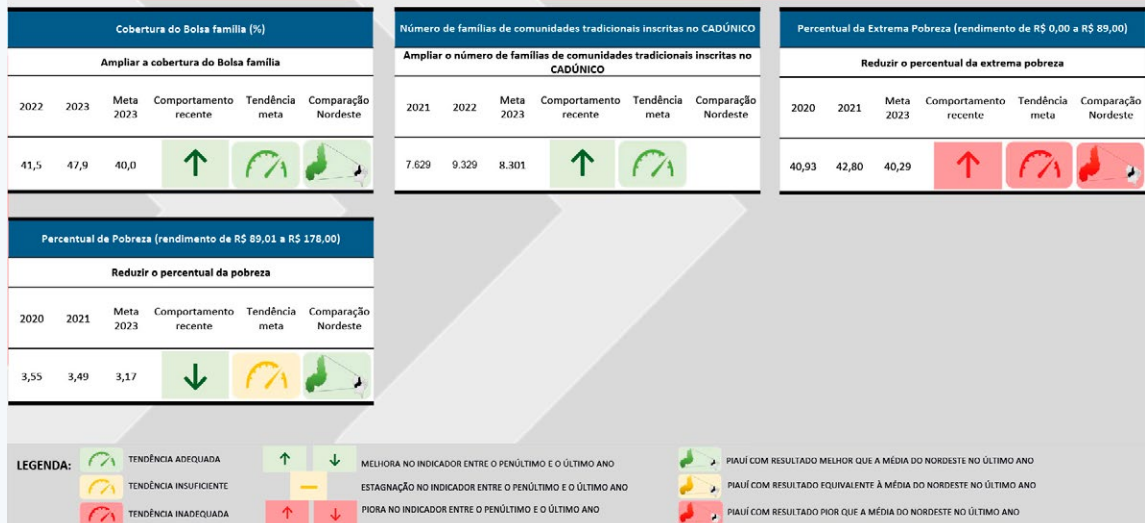 Cobertura do Bolsa família (%)
Ampliar a cobertura do Bolsa família
2022 2023 Meta 2023 Comportamento recente Tendência meta Comparação Nordeste
41,5 47,9 40,0
Número de famílias de comunidades tradicionais inscritas no CADÚNICO
Ampliar o número de famílias de comunidades tradicionais inscritas no
CADÚNICO
2021 2022 Meta 2023 Comportamento recente Tendência meta Comparação Nordeste
7.629 9.329 8.301
Percentual da Extrema Pobreza (rendimento de R$ 0,00 a R$ 89,00)
Reduzir o percentual da extrema pobreza
2020 2021 Meta 2023 Comportamento recente Tendência meta Comparação Nordeste
40,93 42,80 40,29
Percentual de Pobreza (rendimento de R$ 89,01 a R$ 178,00)
Reduzir o percentual da pobreza
2020 2021 Meta 2023 Comportamento recente Tendência meta Comparação Nordeste
3,55 3,49 3,17
LEGENDA:
TENDÊNCIA ADEQUADA
TENDÊNCIA INSUFICIENTE
TENDÊNCIA INADEQUADA
MELHORA NO INDICADOR ENTRE O PENÚLTIMO E O ÚLTIMO ANO
ESTAGNAÇÃO NO INDICADOR ENTRE O PENÚLTIMO E O ÚLTIMO ANO
PIORA NO INDICADOR ENTRE O PENÚLTIMO E O ÚLTIMO ANO
PIAUÍ COM RESULTADO MELHOR QUE A MÉDIA DO NORDESTE NO ÚLTIMO ANO
PIAUÍ COM RESULTADO EQUIVALENTE À MÉDIA DO NORDESTE NO ÚLTIMO ANO
PIAUÍ COM RESULTADO PIOR QUE A MÉDIA DO NORDESTE NO ÚLTIMO ANO